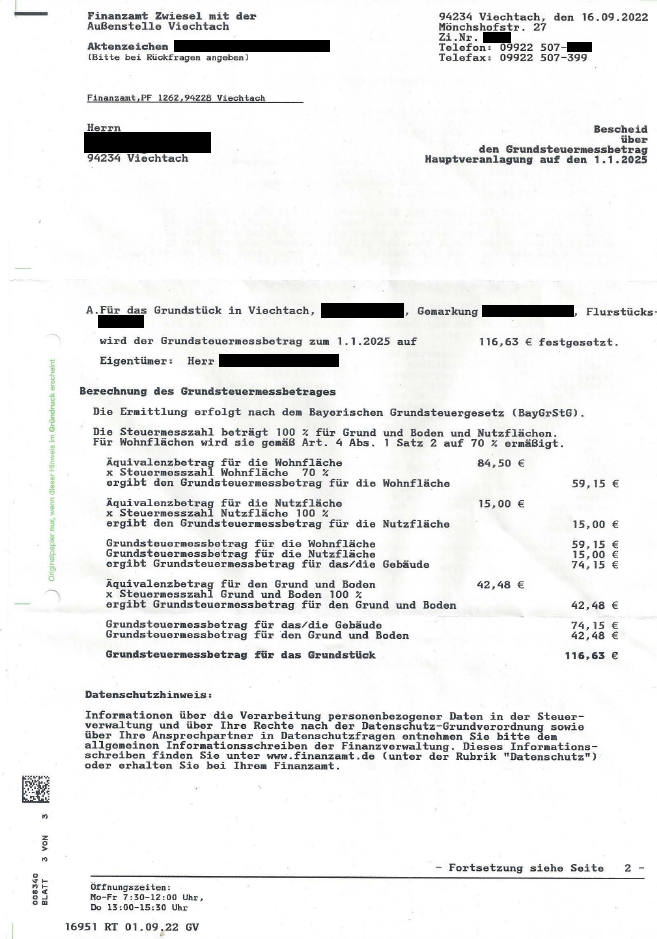 Finanzamt Zwiesel mit der
Außenstelle Viechtach
Aktenzeichen
(Bitte bei Rückfragen angeben)
94234 Viechtach, den 16.09.2022
Mönchshofstr. 27
Zi.Nr.
Telefon: 09922 507-
Telefax: 09922 507-399
Finanzamt,PF 1262,94228 Viechtach
Herrn
94234 Viechtach
Bescheid
über
den Grundsteuermessbetrag
Hauptveranlagung auf den 1.1.2025
A.Für das Grundstück in Viechtach, , Gemarkung , Flurstücks-
wird der Grundsteuermessbetrag zum 1.1.2025 auf 116,63 € festgesetzt.
Eigentümer: Herr
Berechnung des Grundsteuermessbetrages
Die Ermittlung erfolgt nach dem Bayerischen Grundsteuergesetz (BayGrStG).
Die Steuermesszahl beträgt 100 % für Grund und Boden und Nutzflächen.
Für Wohnflächen wird sie gemäß Art. 4 Abs. 1 Satz 2 auf 70 % ermäßigt.
Äquivalenzbetrag für die Wohnfläche 84,50 €
x Steuermesszahl Wohnfläche 70 %
ergibt den Grundsteuermessbetrag für die Wohnfläche 59,15 €
Äquivalenzbetrag für die Nutzfläche 15,00 €
x Steuermesszahl Nutzfläche 100 %
ergibt den Grundsteuermessbetrag für die Nutzfläche 15,00 €
Grundsteuermessbetrag für die Wohnfläche 59,15 €
Grundsteuermessbetrag für die Nutzfläche 15,00 €
ergibt Grundsteuermessbetrag für das/die Gebäude 74,15 €
Äquivalenzbetrag für den Grund und Boden 42,48 €
x Steuermesszahl Grund und Boden 100 %
ergibt Grundsteuermessbetrag für den Grund und Boden 42,48 €
Grundsteuermessbetrag für das/die Gebäude 74,15 €
Grundsteuermessbetrag für den Grund und Boden 42,48 €
Grundsteuermessbetrag für das Grundstück 116,63 €
Datenschutzhinweis:
Informationen über die Verarbeitung personenbezogener Daten in der Steuer-
verwaltung und über Ihre Rechte nach der Datenschutz-Grundverordnung sowie
über Ihre Ansprechpartner in Datenschutzfragen entnehmen Sie bitte dem
allgemeinen Informationsschreiben der Finanzverwaltung. Dieses Informations-
schreiben finden Sie unter www.finanzamt.de (unter der Rubrik "Datenschutz")
oder erhalten Sie bei Ihrem Finanzamt.
- Fortsetzung siehe Seite 2 -
Öffnungszeiten:
Mo-Fr 7:30-12:00 Uhr,
Do 13:00-15:30 Uhr
16951 RT 01.09.22 GV
Originalpapier nur, wenn dieser Hinweis im Gründruck erscheint
008340
BLATT 3 VON 3